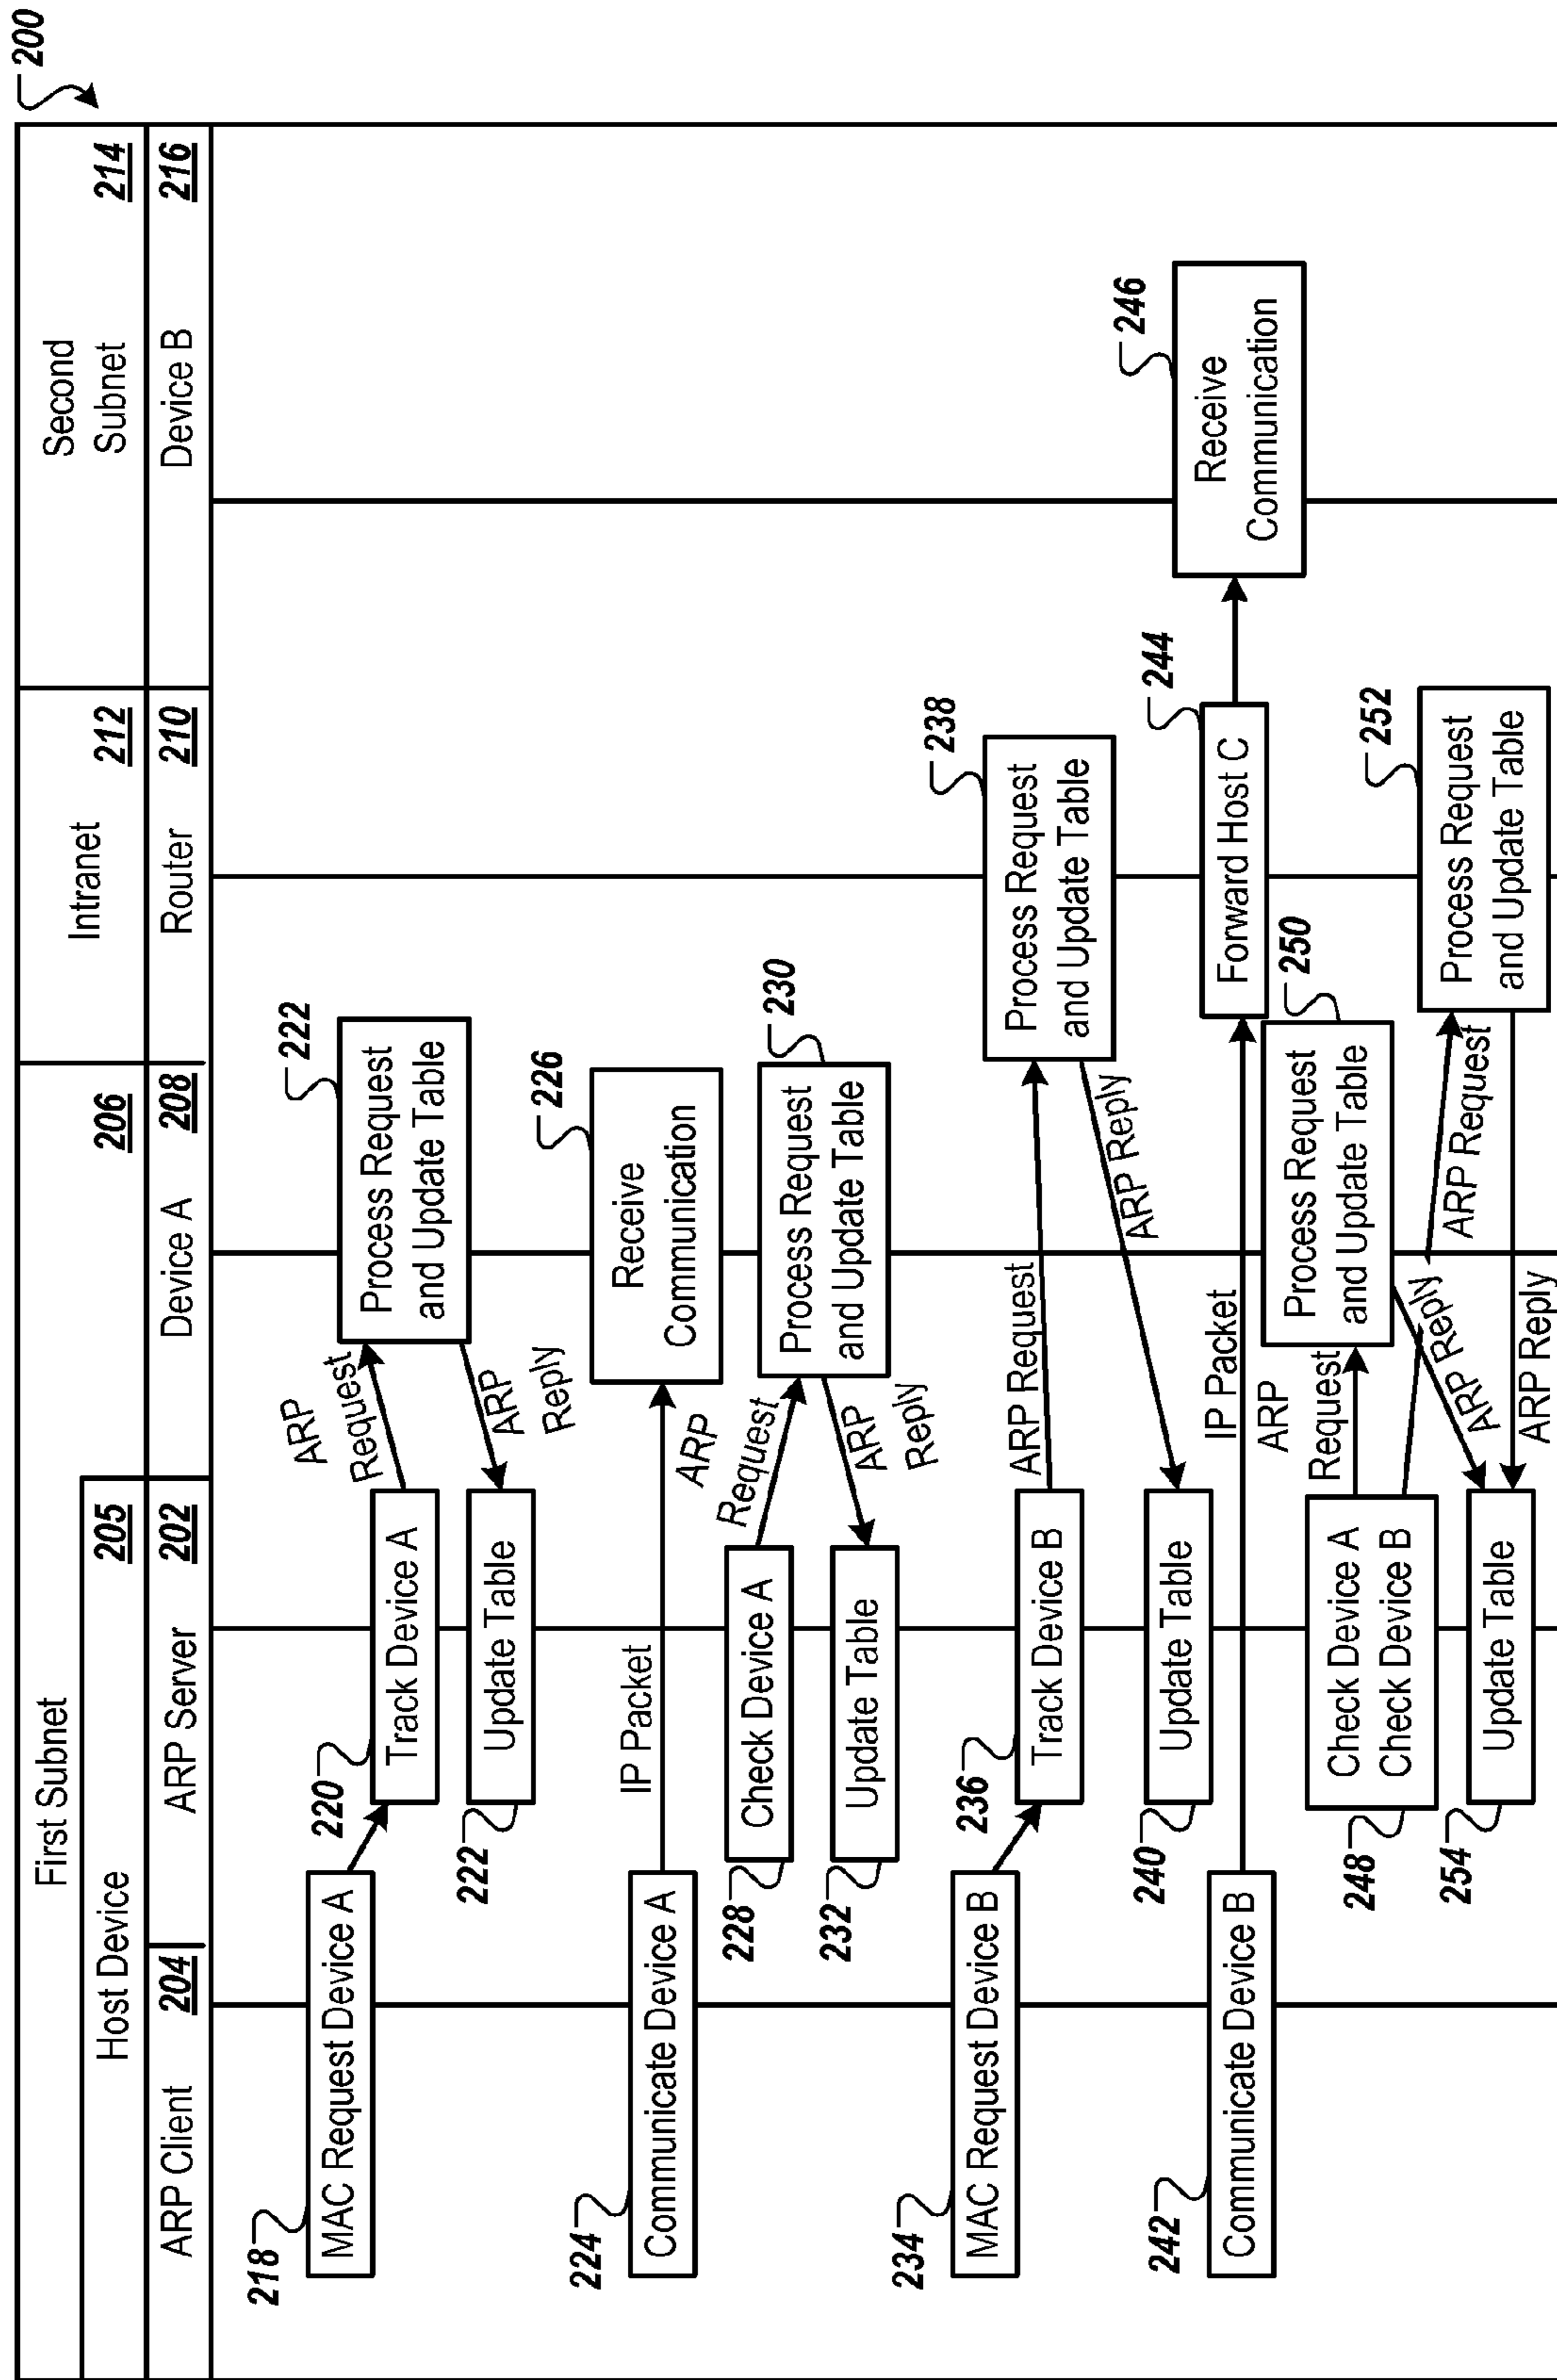 200
First Subnet
Intranet
212
Second
Subnet
214
Host Device
205
206
ARP Client
204
ARP Server
202
Device A
208
Router
210
Device B
216
218
MAC Request Device A
220
Track Device A
ARP
Request
222
Process Request
and Update Table
ARP
Reply
222
Update Table
224
Communicate Device A
IP Packet
226
Receive
Communication
228
Check Device A
ARP
Request
230
Process Request
and Update Table
ARP
Reply
232
Update Table
234
MAC Request Device B
236
Track Device B
ARP Request
238
Process Request
and Update Table
ARP Reply
240
Update Table
242
Communicate Device B
IP Packet
244
Forward Host C
246
Receive
Communication
248
Check Device A
Check Device B
ARP
Request
250
Process Request
and Update Table
ARP Reply
ARP Request
252
Process Request
and Update Table
ARP Reply
254
Update Table